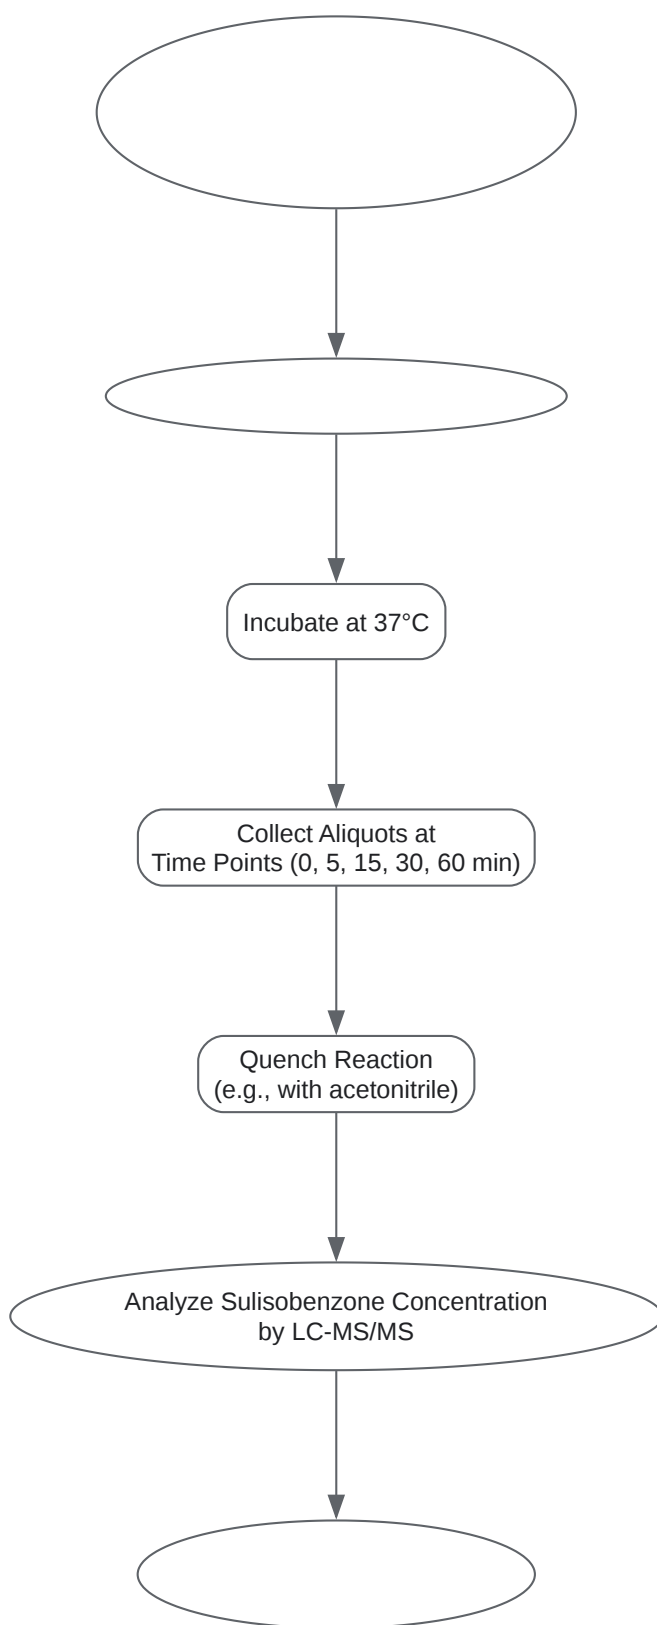 Incubate at 37°C
Collect Aliquots at
Time Points (0, 5, 15, 30, 60 min)
Quench Reaction
(e.g., with acetonitrile)
Analyze Sulisobenzone Concentration
by LC-MS/MS